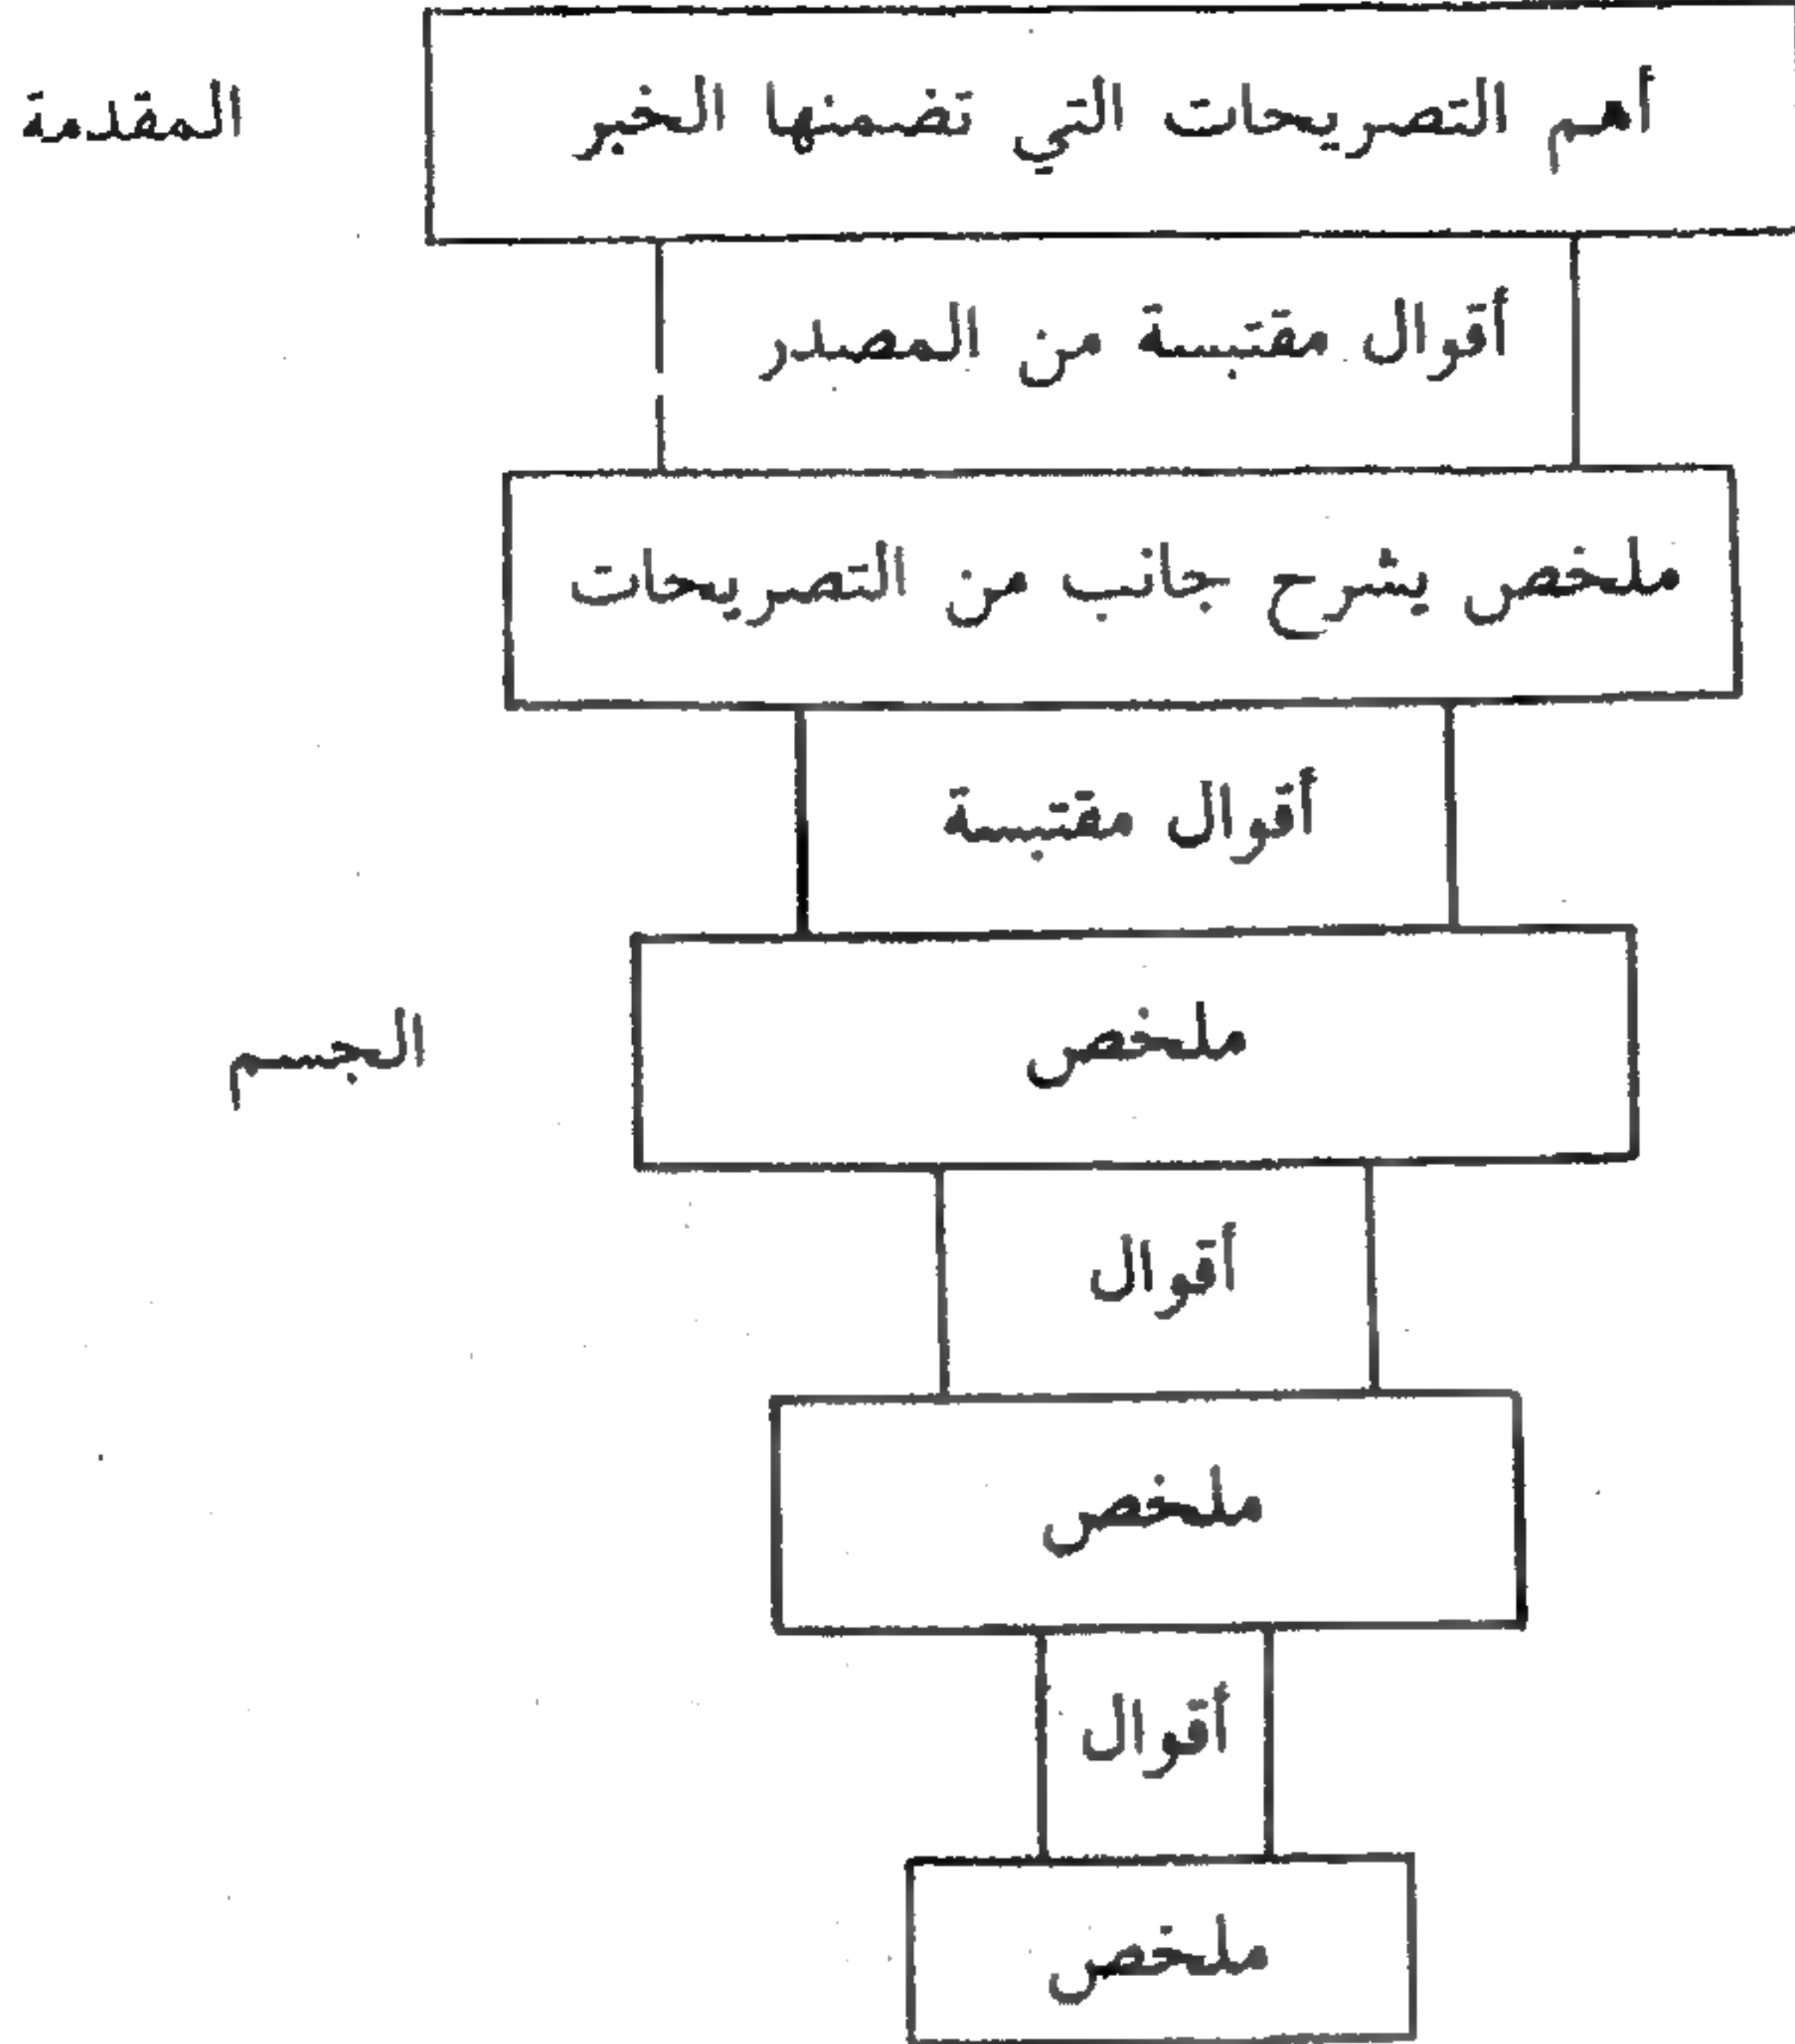 أهم التصريحات التي تضمنها الخبر
المقدمة
أقوال مقتبسة من المصدر
ملخص يشرح جانب من التصريحات
أقوال مقتبسة
ملخص
الجسم
أقوال
ملخص
أقوال
ملخص